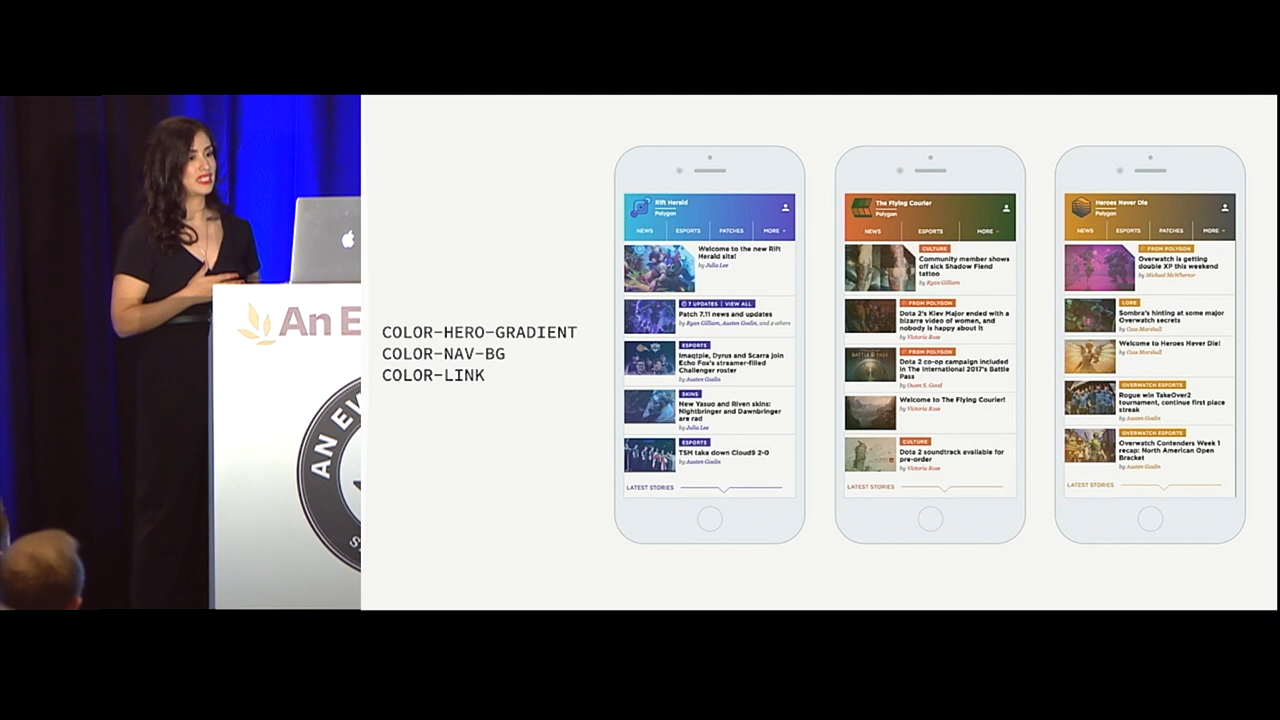 An E
AN EV
S
COLOR-HERO-GRADIENT
COLOR-NAV-BG
COLOR-LINK
Rift Herald
Polygon
NEWS ESPORTS PATCHES MORE
Welcome to the new Rift
Herald site!
by Julia Lee
7 UPDATES | VIEW ALL
Patch 7.11 news and updates
by Ryan Gilliam, Austen Goslin, and 4 others
ESPORTS
Imaqtpie, Dyrus and Scarra join
Echo Fox's streamer-filled
Challenger roster
by Austen Goslin
SKINS
New Yasuo and Riven skins:
Nightbringer and Dawnbringer
are rad
by Julia Lee
ESPORTS
TSM take down Cloud9 2-0
by Austen Goslin
LATEST STORIES
The Flying Courier
Polygon
NEWS ESPORTS MORE
CULTURE
Community member shows
off sick Shadow Fiend
tattoo
by Ryan Gilliam
FROM POLYGON
Dota 2's Kiev Major ended with a
bizarre video of women, and
nobody is happy about it
by Victoria Rose
FROM POLYGON
BATTLE PASS
Dota 2 co-op campaign included
in The International 2017's Battle
Pass
by Owen S. Good
Welcome to The Flying Courier!
by Victoria Rose
CULTURE
Dota 2 soundtrack available for
pre-order
by Victoria Rose
LATEST STORIES
Heroes Never Die
Polygon
NEWS ESPORTS PATCHES MORE
FROM POLYGON
Overwatch is getting
double XP this weekend
by Michael McWhertor
LORE
Sombra's hinting at some major
Overwatch secrets
by Cass Marshall
Welcome to Heroes Never Die!
by Cass Marshall
OVERWATCH ESPORTS
Rogue win TakeOver2
tournament, continue first place
streak
by Austen Goslin
OVERWATCH ESPORTS
Overwatch Contenders Week 1
recap: North American Open
Bracket
by Austen Goslin
LATEST STORIES